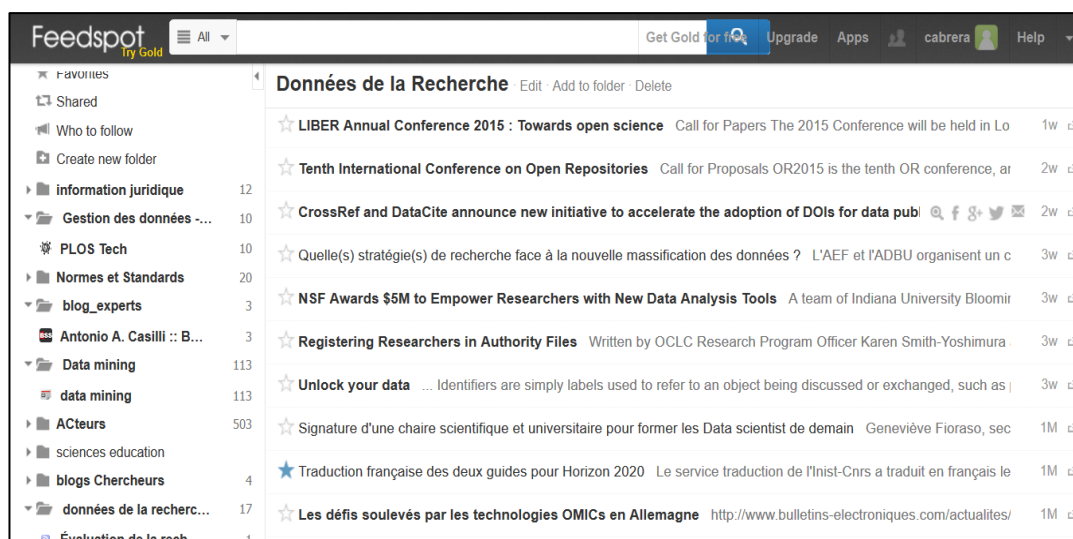 Feedspot Try Gold All Get Gold for free Upgrade Apps cabrera Help
Favorites
Shared
Who to follow
Create new folder
information juridique 12
Gestion des données -... 10
PLOS Tech 10
Normes et Standards 20
blog_experts 3
Antonio A. Casilli :: B... 3
Data mining 113
data mining 113
ACteurs 503
sciences education
blogs Chercheurs 4
données de la recherc... 17
Évaluation de la rech 1
Données de la Recherche · Edit · Add to folder · Delete
LIBER Annual Conference 2015 : Towards open science Call for Papers The 2015 Conference will be held in Lo 1w
Tenth International Conference on Open Repositories Call for Proposals OR2015 is the tenth OR conference, ar 2w
CrossRef and DataCite announce new initiative to accelerate the adoption of DOIs for data publ 2w
Quelle(s) stratégie(s) de recherche face à la nouvelle massification des données ? L'AEF et l'ADBU organisent un c 3w
NSF Awards $5M to Empower Researchers with New Data Analysis Tools A team of Indiana University Bloomin 3w
Registering Researchers in Authority Files Written by OCLC Research Program Officer Karen Smith-Yoshimura 3w
Unlock your data ... Identifiers are simply labels used to refer to an object being discussed or exchanged, such as 3w
Signature d'une chaire scientifique et universitaire pour former les Data scientist de demain Geneviève Fioraso, sec 1M
Traduction française des deux guides pour Horizon 2020 Le service traduction de l'Inist-Cnrs a traduit en français le 1M
Les défis soulevés par les technologies OMICs en Allemagne http://www.bulletins-electroniques.com/actualites/ 1M